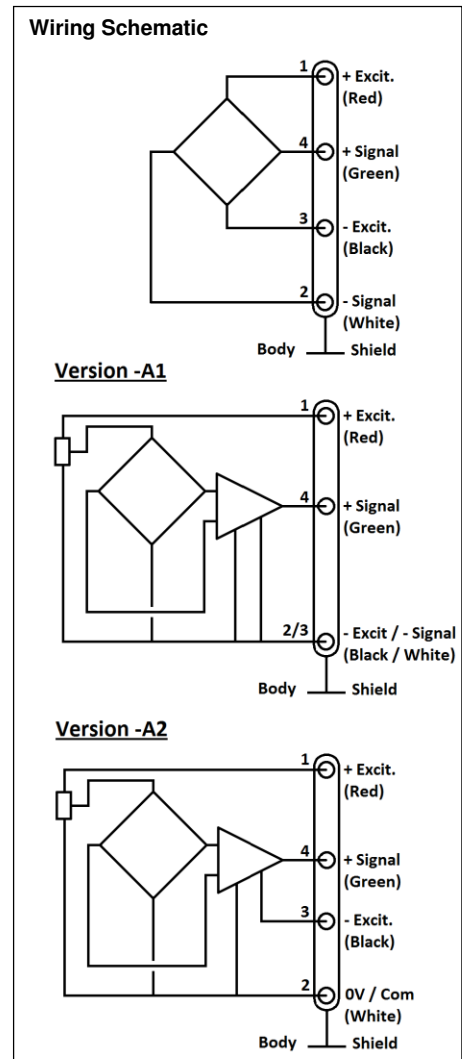 Wiring Schematic
1
+ Excit.
(Red)
4
+ Signal
(Green)
3
- Excit.
(Black)
2
- Signal
(White)
Body Shield
Version -A1
1
+ Excit.
(Red)
4
+ Signal
(Green)
2/3
- Excit / - Signal
(Black / White)
Body Shield
Version -A2
1
+ Excit.
(Red)
4
+ Signal
(Green)
3
- Excit.
(Black)
2
0V / Com
(White)
Body Shield